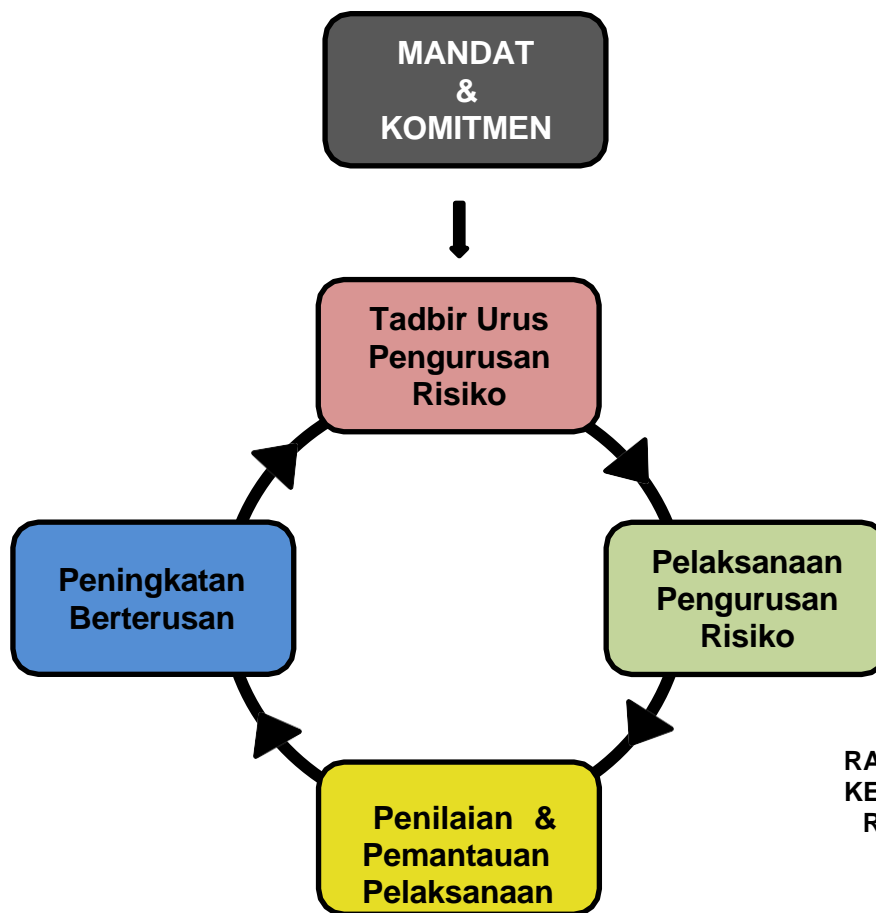 MANDAT
&
KOMITMEN
Tadbir Urus
Pengurusan
Risiko
Peningkatan
Berterusan
Pelaksanaan
Pengurusan
Risiko
Penilaian &
Pemantauan
Pelaksanaan